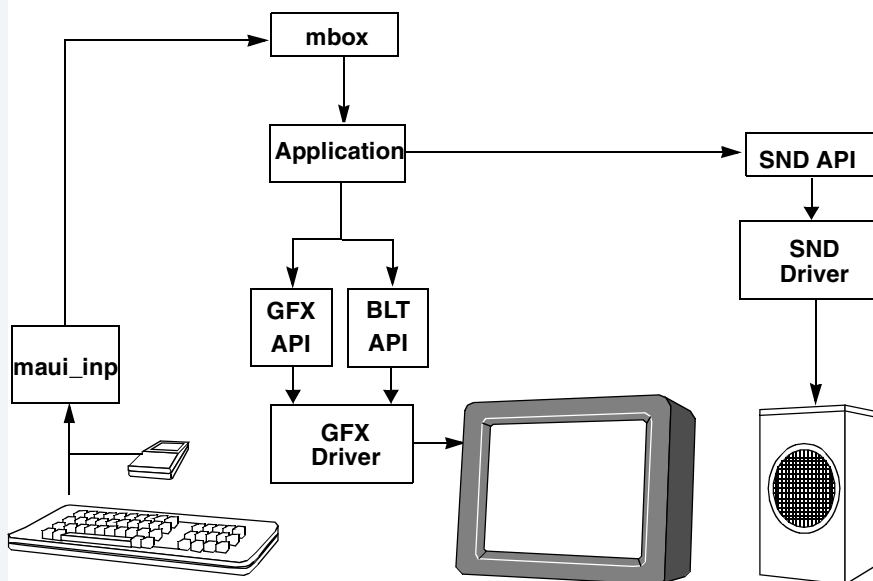 mbox
Application
SND API
SND
Driver
GFX
API
BLT
API
maui_inp
GFX
Driver